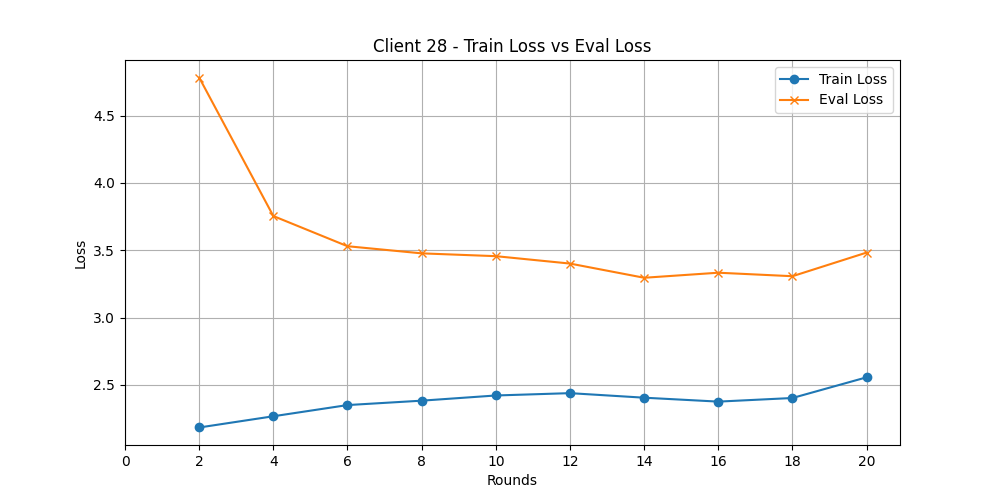 Client 28 - Train Loss vs Eval Loss
Train Loss
Eval Loss
Loss
4.5
4.0
3.5
3.0
2.5
0 2 4 6 8 10 12 14 16 18 20
Rounds